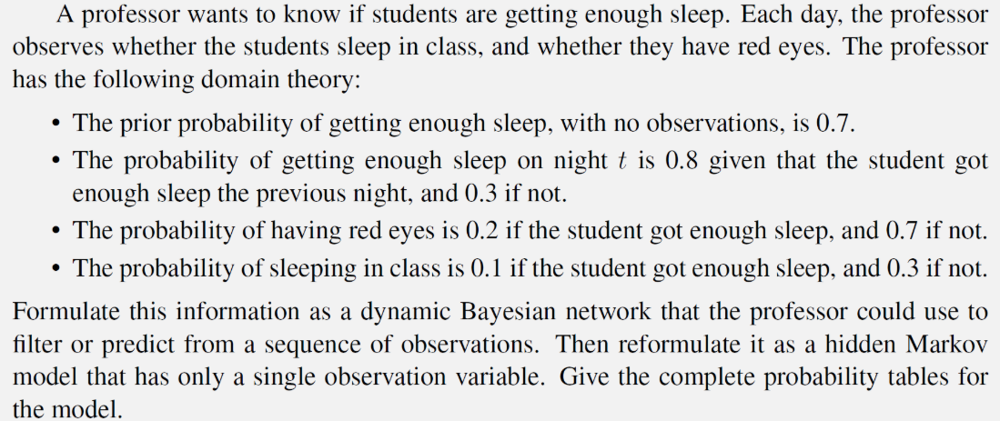 A professor wants to know if students are getting enough sleep. Each day, the professor
observes whether the students sleep in class, and whether they have red eyes. The professor
has the following domain theory:
• The prior probability of getting enough sleep, with no observations, is 0.7.
• The probability of getting enough sleep on night t is 0.8 given that the student got
enough sleep the previous night, and 0.3 if not.
• The probability of having red eyes is 0.2 if the student got enough sleep, and 0.7 if not.
• The probability of sleeping in class is 0.1 if the student got enough sleep, and 0.3 if not.
Formulate this information as a dynamic Bayesian network that the professor could use to
filter or predict from a sequence of observations. Then reformulate it as a hidden Markov
model that has only a single observation variable. Give the complete probability tables for
the model.